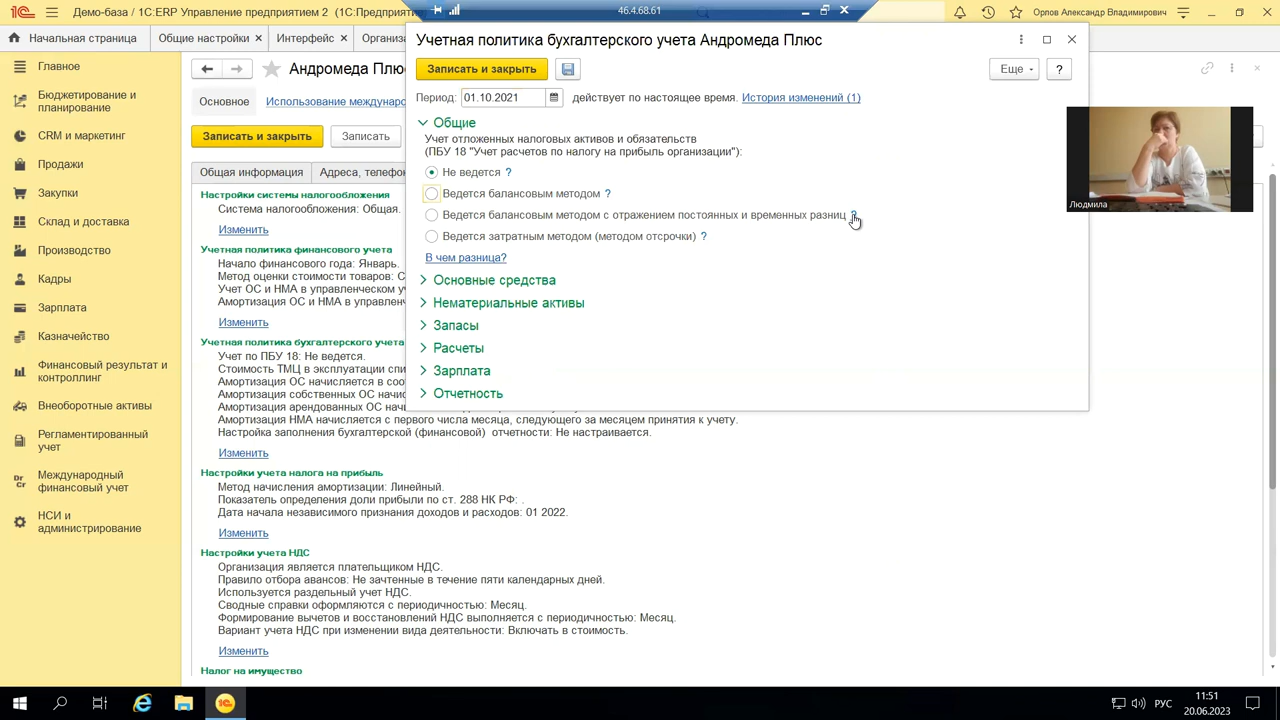 Демо-база / 1C:ERP Управление предприятием 2 (1С:Предприятие
46.4.68.61
Орлов Александр Владимирович
Начальная страница
Общие настройки ×
Интерфейс ×
Организа
Главное
Бюджетирование и
планирование
CRM и маркетинг
Продажи
Закупки
Склад и доставка
Производство
Кадры
Зарплата
Казначейство
Финансовый результат и
контроллинг
Внеоборотные активы
Регламентированный
учет
Международный
финансовый учет
НСИ и
администрирование
Андромеда Плюс
Основное
Использование междунаро
Записать и закрыть
Записать
Общая информация
Адреса, телефон
Настройки системы налогообложения
Система налогообложения: Общая.
Изменить
Учетная политика финансового учета
Начало финансового года: Январь.
Метод оценки стоимости товаров: С
Учет ОС и НМА в управленческом у
Амортизация ОС и НМА в управлен
Изменить
Учетная политика бухгалтерского учета
Учет по ПБУ 18: Не ведется.
Стоимость ТМЦ в эксплуатации спи
Амортизация ОС начисляется в соо
Амортизация собственных ОС начис
Амортизация арендованных ОС начи
Амортизация НМА начисляется с первого числа месяца, следующего за месяцем принятия к учету.
Настройка заполнения бухгалтерской (финансовой) отчетности: Не настраивается.
Изменить
Настройки учета налога на прибыль
Метод начисления амортизации: Линейный.
Показатель определения доли прибыли по ст. 288 НК РФ: .
Дата начала независимого признания доходов и расходов: 01 2022.
Изменить
Настройки учета НДС
Организация является плательщиком НДС.
Правило отбора авансов: Не зачтенные в течение пяти календарных дней.
Используется раздельный учет НДС.
Сводные справки оформляются с периодичностью: Месяц.
Формирование вычетов и восстановлений НДС выполняется с периодичностью: Месяц.
Вариант учета НДС при изменении вида деятельности: Включать в стоимость.
Изменить
Налог на имущество
Учетная политика бухгалтерского учета Андромеда Плюс
Записать и закрыть
Еще
?
Период: 01.10.2021 действует по настоящее время. История изменений (1)
Общие
Учет отложенных налоговых активов и обязательств
(ПБУ 18 "Учет расчетов по налогу на прибыль организации"):
Не ведется ?
Ведется балансовым методом ?
Ведется балансовым методом с отражением постоянных и временных разниц ?
Ведется затратным методом (методом отсрочки) ?
В чем разница?
Основные средства
Нематериальные активы
Запасы
Расчеты
Зарплата
Отчетность
Людмила
РУС
11:51
20.06.2023